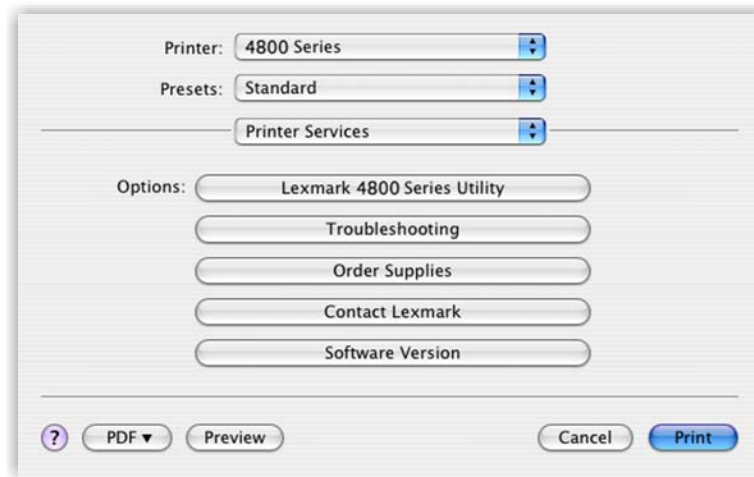 Printer: 4800 Series
Presets: Standard
Printer Services
Options: Lexmark 4800 Series Utility
Troubleshooting
Order Supplies
Contact Lexmark
Software Version
? PDF ▼ Preview Cancel Print